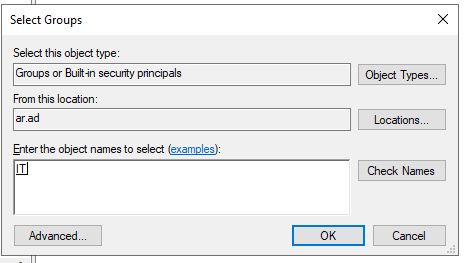 Select Groups
Select this object type:
Groups or Built-in security principals
Object Types...
From this location:
ar.ad
Locations...
Enter the object names to select (examples):
IT
Check Names
Advanced...
OK
Cancel